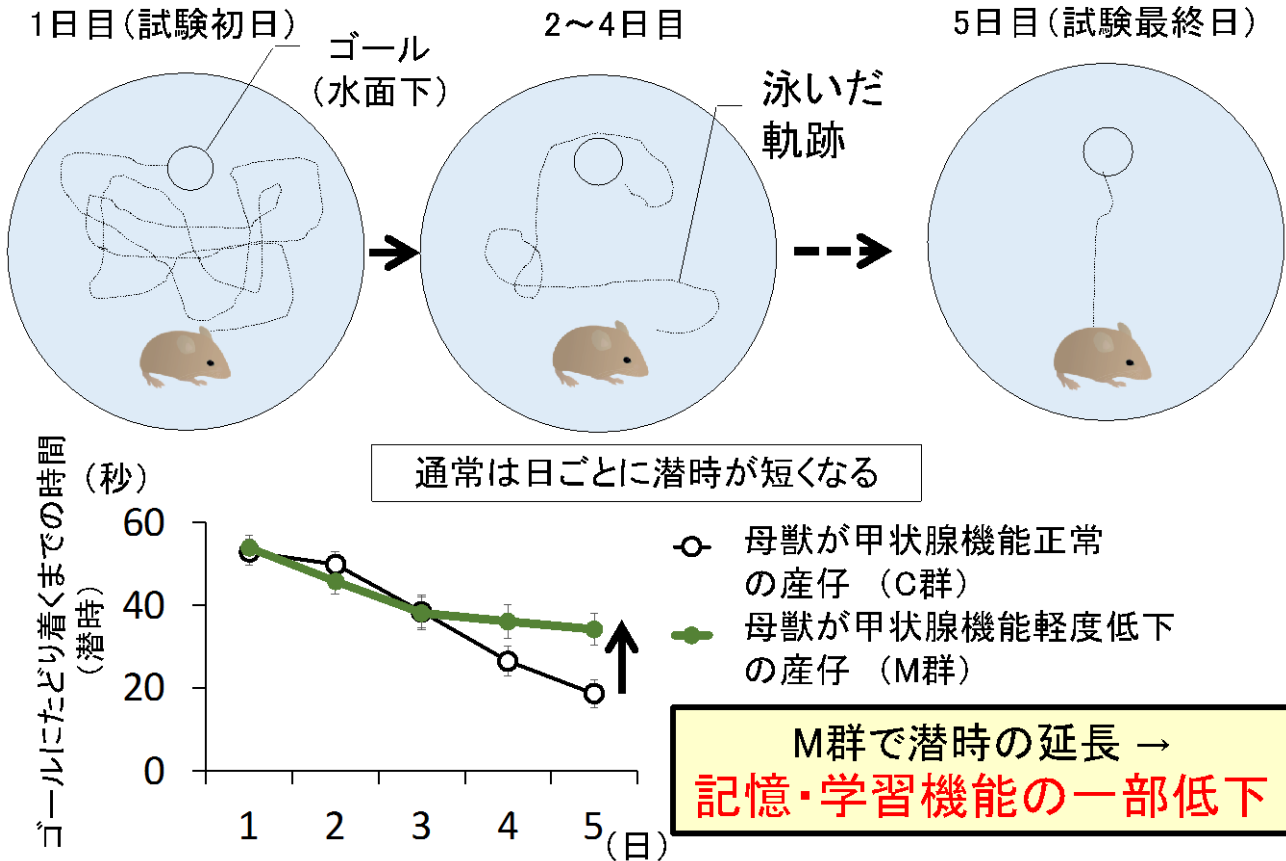 1日目(試験初日)
2～4日目
5日目(試験最終日)
ゴール
(水面下)
泳いだ
軌跡
通常は日ごとに潜時が短くなる
ゴールにたどり着くまでの時間
(潜時)
(秒)
60
40
20
0
1 2 3 4 5 (日)
母獣が甲状腺機能正常
の産仔 (C群)
母獣が甲状腺機能軽度低下
の産仔 (M群)
M群で潜時の延長 →
記憶・学習機能の一部低下